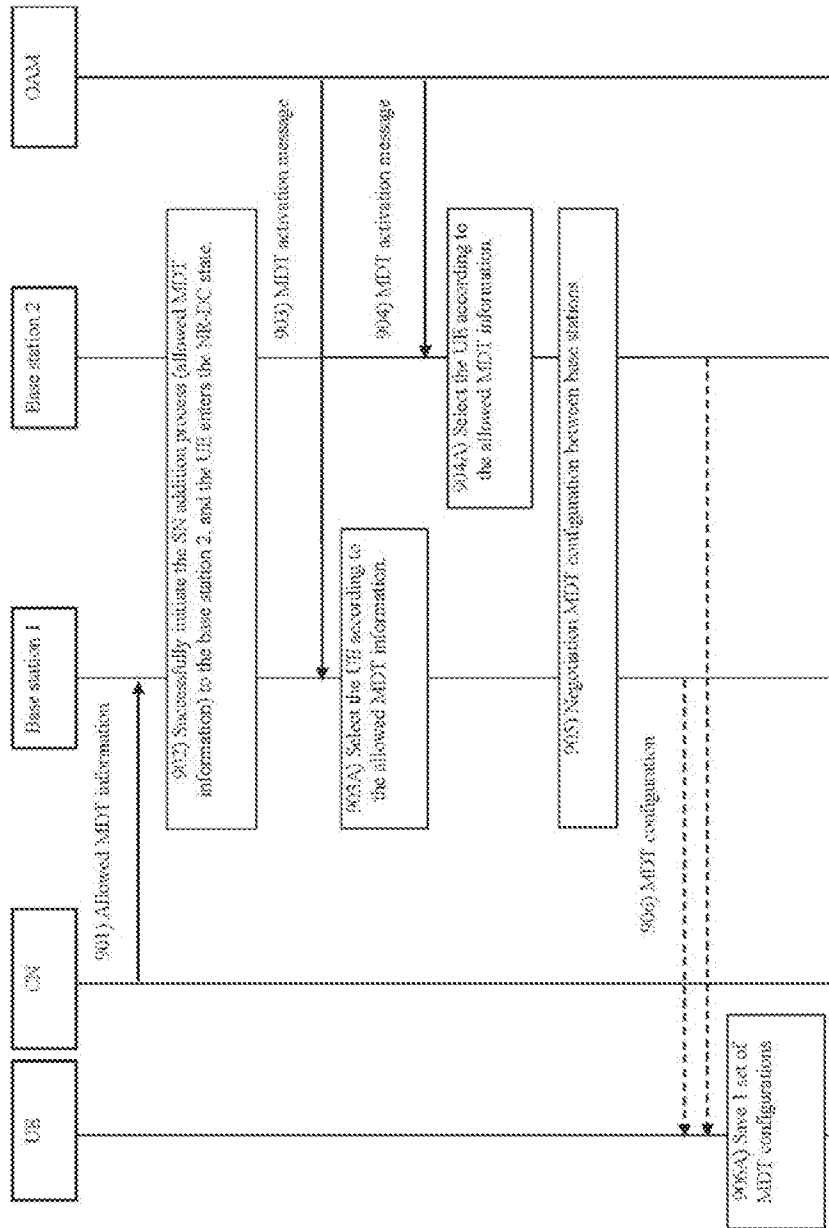 UE
CN
Base station 1
Base station 2
OAM
901) Allowed MDT information
902) Successfully initiate the SN addition process (allowed MDT
information) to the base station 2, and the UE enters the MR-DC state.
903) MDT activation message
903A) Select the UE according to
the allowed MDT information.
904) MDT activation message
904A) Select the UE according to
the allowed MDT information.
905) Negotiation MDT configuration between base stations
906) MDT configuration
906A) Save 1 set of
MDT configurations